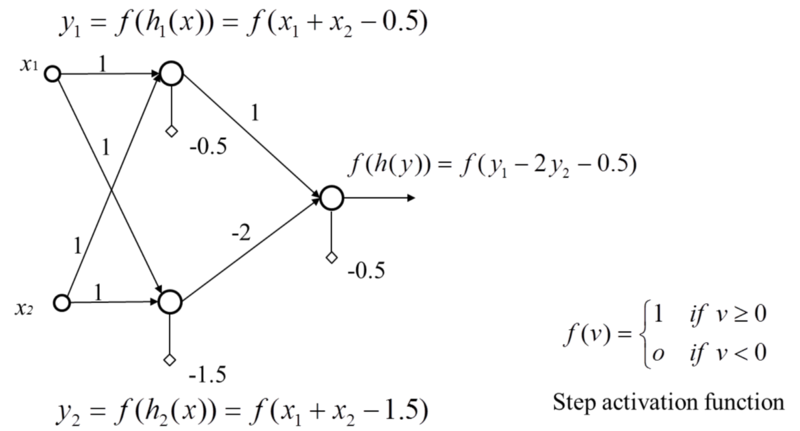 y₁ = f(h₁(x)) = f(x₁ + x₂ − 0.5)
x1
1
1
-0.5
1
f(h(y)) = f(y₁ − 2y₂ − 0.5)
1
-2
-0.5
x2
1
-1.5
f(v) = { 1 if v ≥ 0
o if v < 0
Step activation function
y₂ = f(h₂(x)) = f(x₁ + x₂ − 1.5)